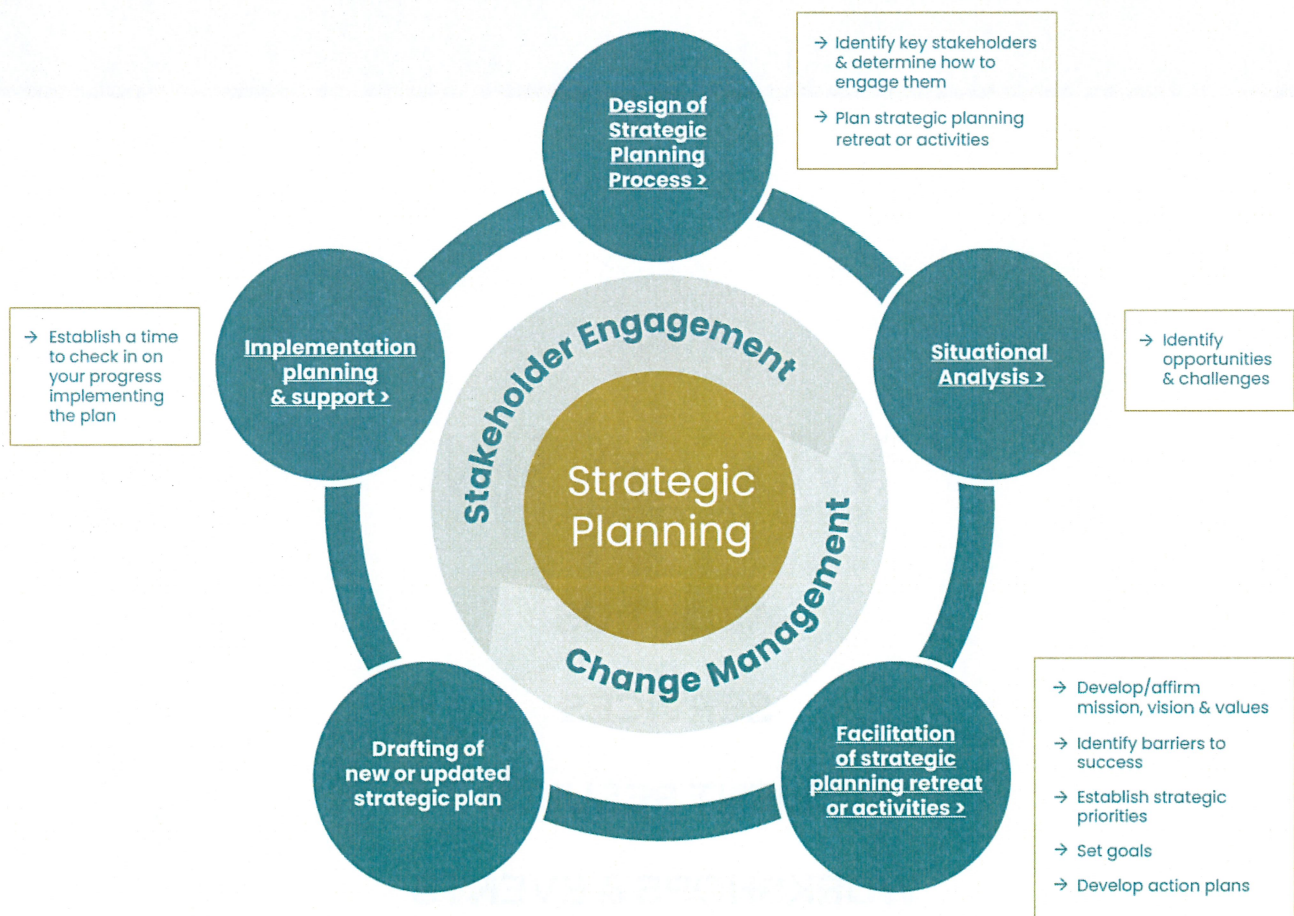 Design of
Strategic
Planning
Process >
→ Identify key stakeholders
& determine how to
engage them
→ Plan strategic planning
retreat or activities
Situational
Analysis >
→ Identify
opportunities
& challenges
Facilitation
of strategic
planning retreat
or activities >
→ Develop/affirm
mission, vision & values
→ Identify barriers to
success
→ Establish strategic
priorities
→ Set goals
→ Develop action plans
Drafting of
new or updated
strategic plan
Implementation
planning
& support >
→ Establish a time
to check in on
your progress
implementing
the plan
Stakeholder Engagement
Change Management
Strategic
Planning